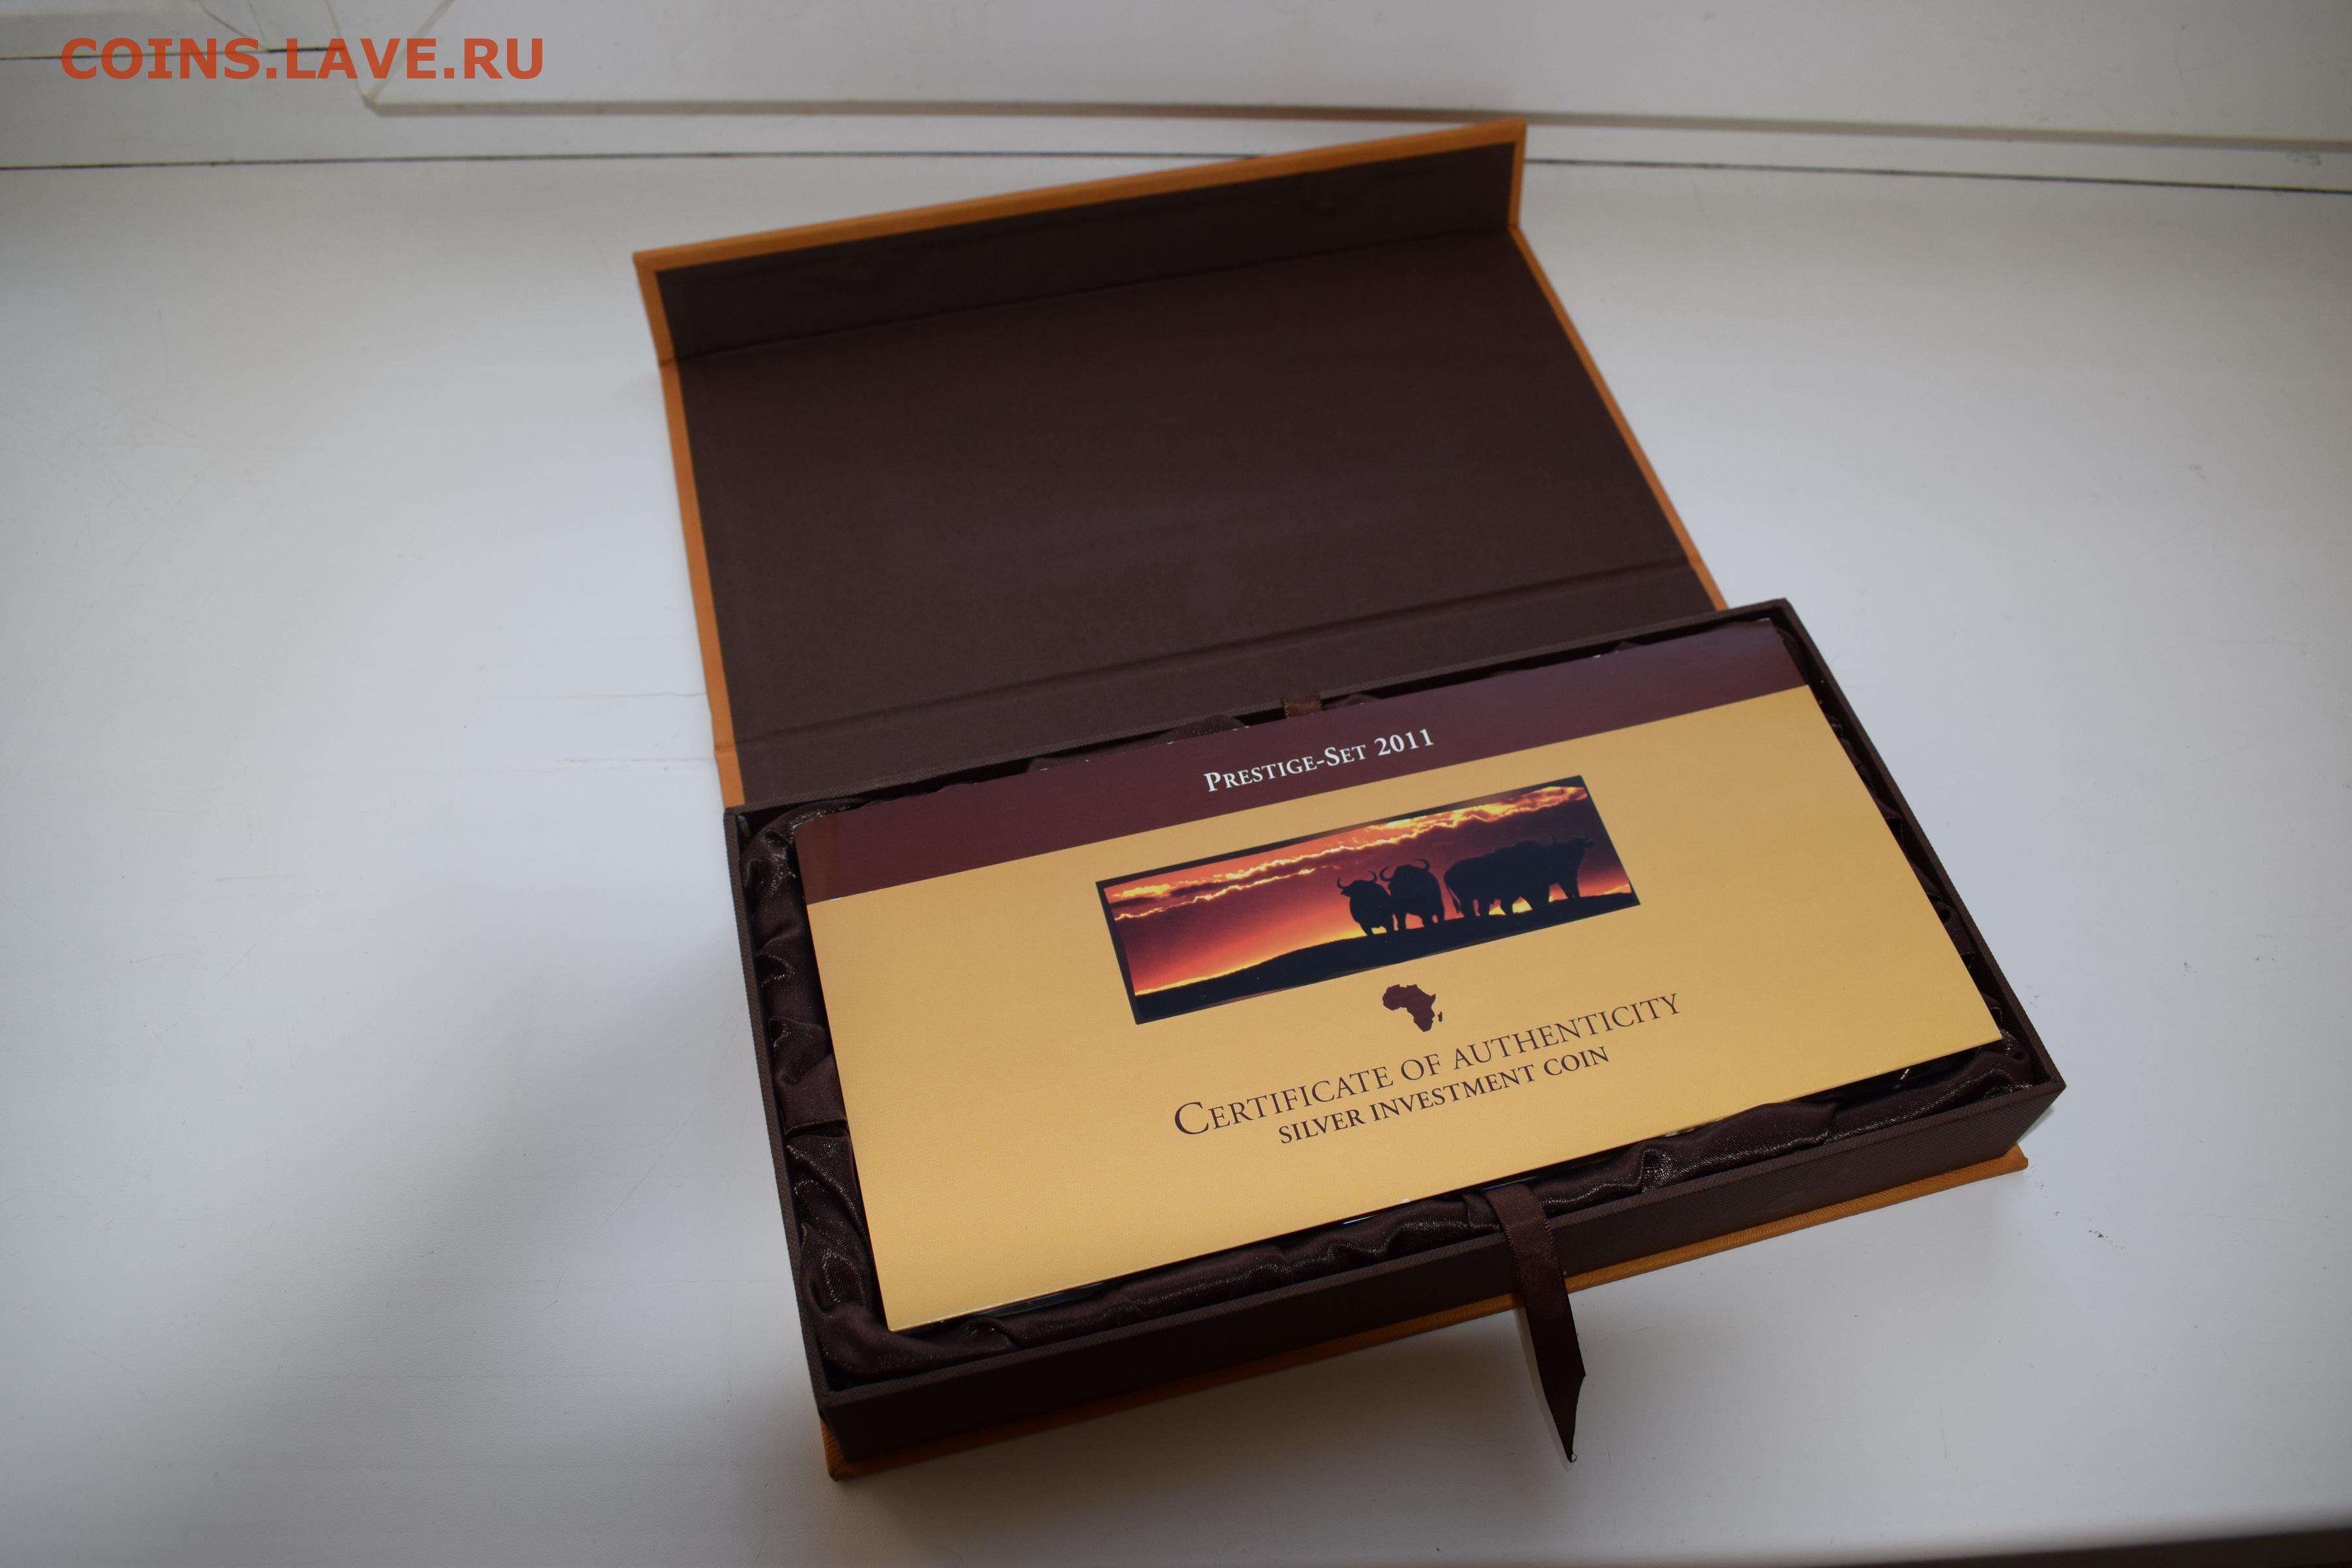 COINS.LAVE.RU
PRESTIGE-SET 2011
CERTIFICATE OF AUTHENTICITY
SILVER INVESTMENT COIN